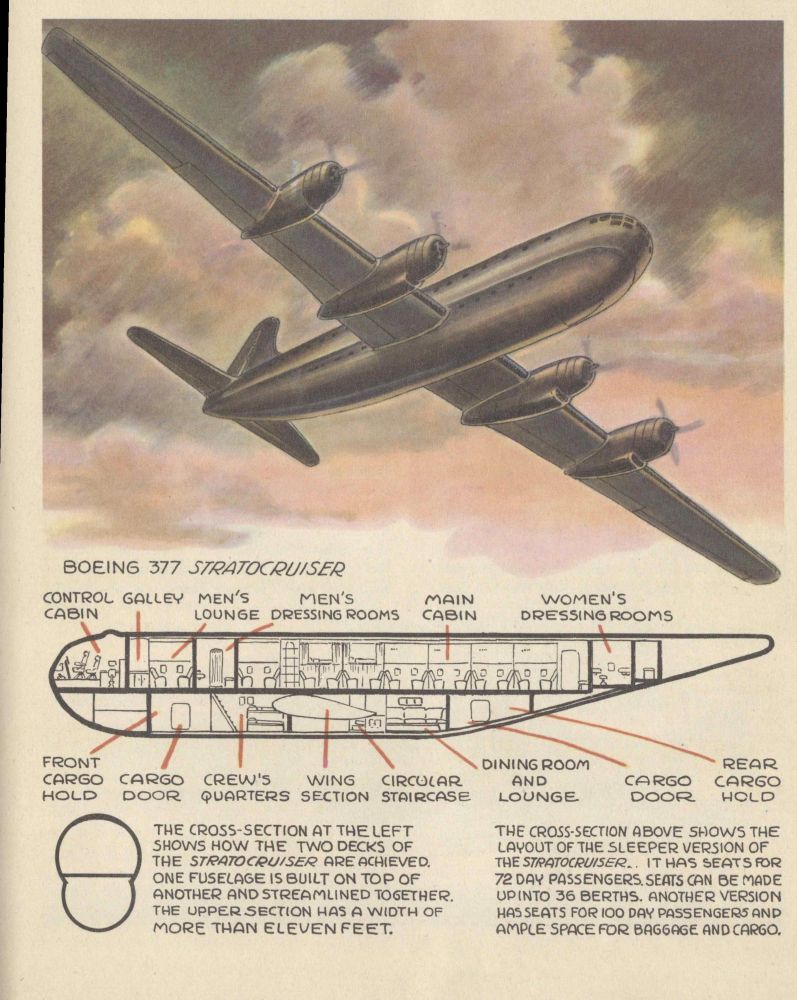 BOEING 377 STRATOCRUISER
CONTROL CABIN
GALLEY
MEN'S LOUNGE
MEN'S DRESSING ROOMS
MAIN CABIN
WOMEN'S DRESSING ROOMS
FRONT CARGO HOLD
CARGO DOOR
CREW'S QUARTERS
WING SECTION
CIRCULAR STAIRCASE
DINING ROOM AND LOUNGE
CARGO DOOR
REAR CARGO HOLD
THE CROSS-SECTION AT THE LEFT
SHOWS HOW THE TWO DECKS OF
THE STRATOCRUISER ARE ACHIEVED.
ONE FUSELAGE IS BUILT ON TOP OF
ANOTHER AND STREAMLINED TOGETHER.
THE UPPER SECTION HAS A WIDTH OF
MORE THAN ELEVEN FEET.
THE CROSS-SECTION ABOVE SHOWS THE
LAYOUT OF THE SLEEPER VERSION OF
THE STRATOCRUISER.. IT HAS SEATS FOR
72 DAY PASSENGERS. SEATS CAN BE MADE
UP INTO 36 BERTHS. ANOTHER VERSION
HAS SEATS FOR 100 DAY PASSENGERS AND
AMPLE SPACE FOR BAGGAGE AND CARGO.